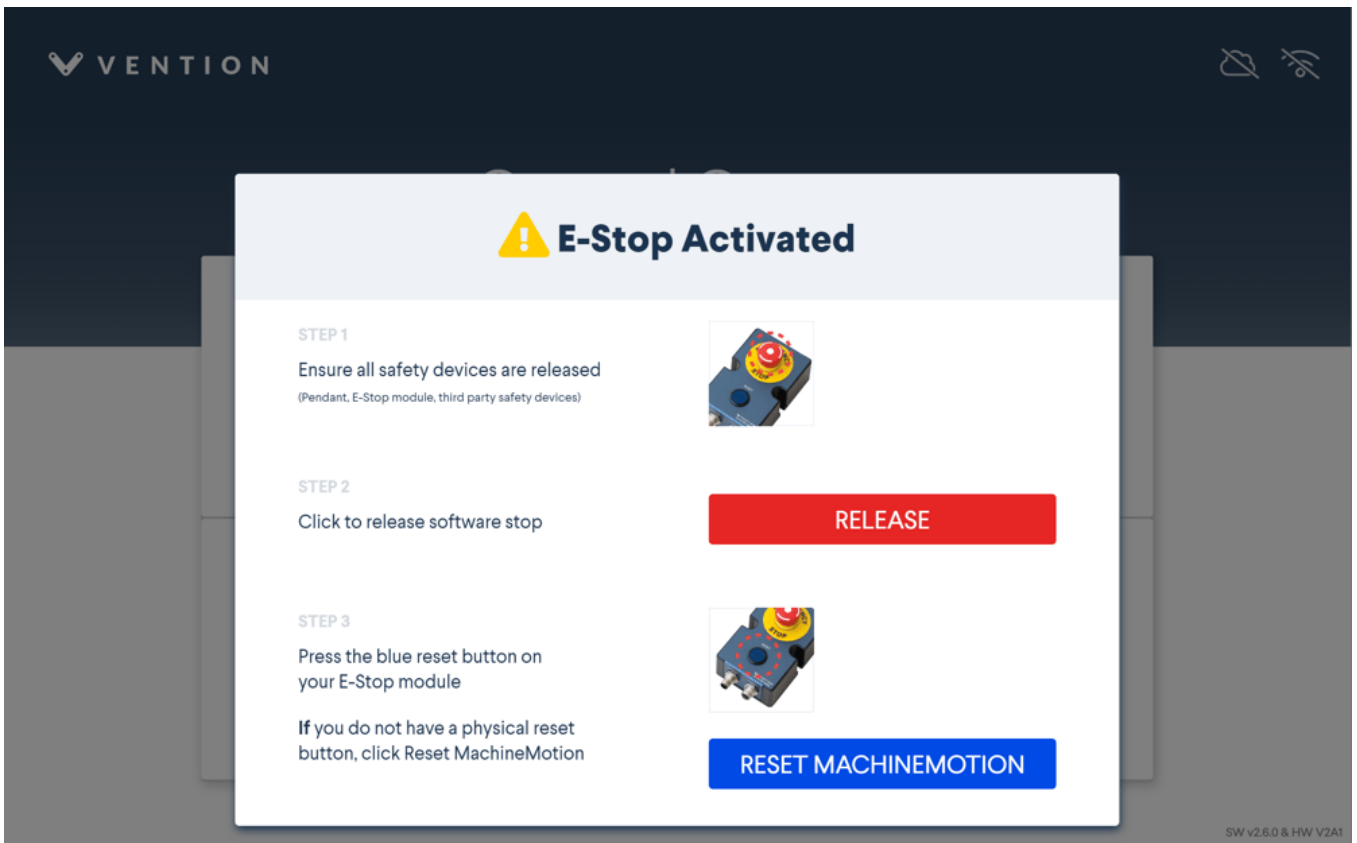 VENTION
E-Stop Activated
STEP 1
Ensure all safety devices are released
(Pendant, E-Stop module, third party safety devices)
STOP
STEP 2
Click to release software stop
RELEASE
STEP 3
Press the blue reset button on
your E-Stop module
STOP
If you do not have a physical reset
button, click Reset MachineMotion
RESET MACHINEMOTION
SW v2.6.0 & HW V2A1